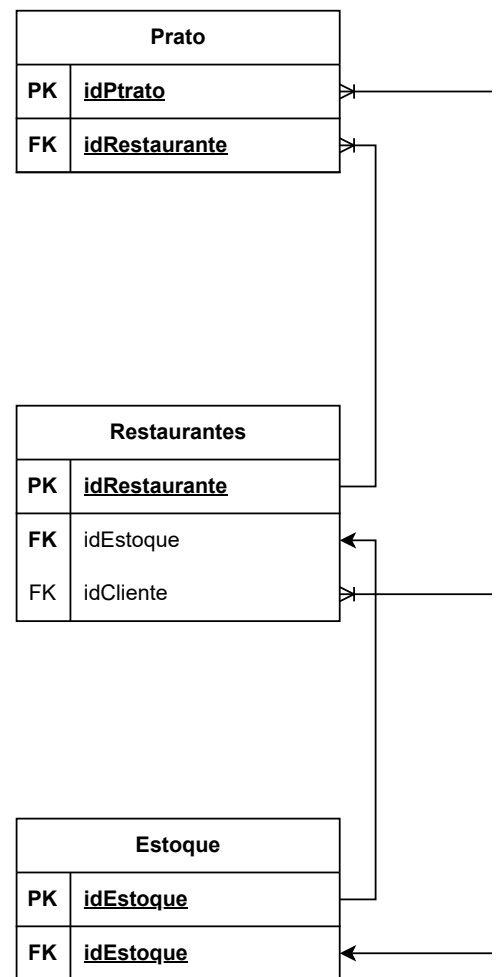 Prato
PK idPtrato
FK idRestaurante
Restaurantes
PK idRestaurante
FK idEstoque
FK idCliente
Estoque
PK idEstoque
FK idEstoque